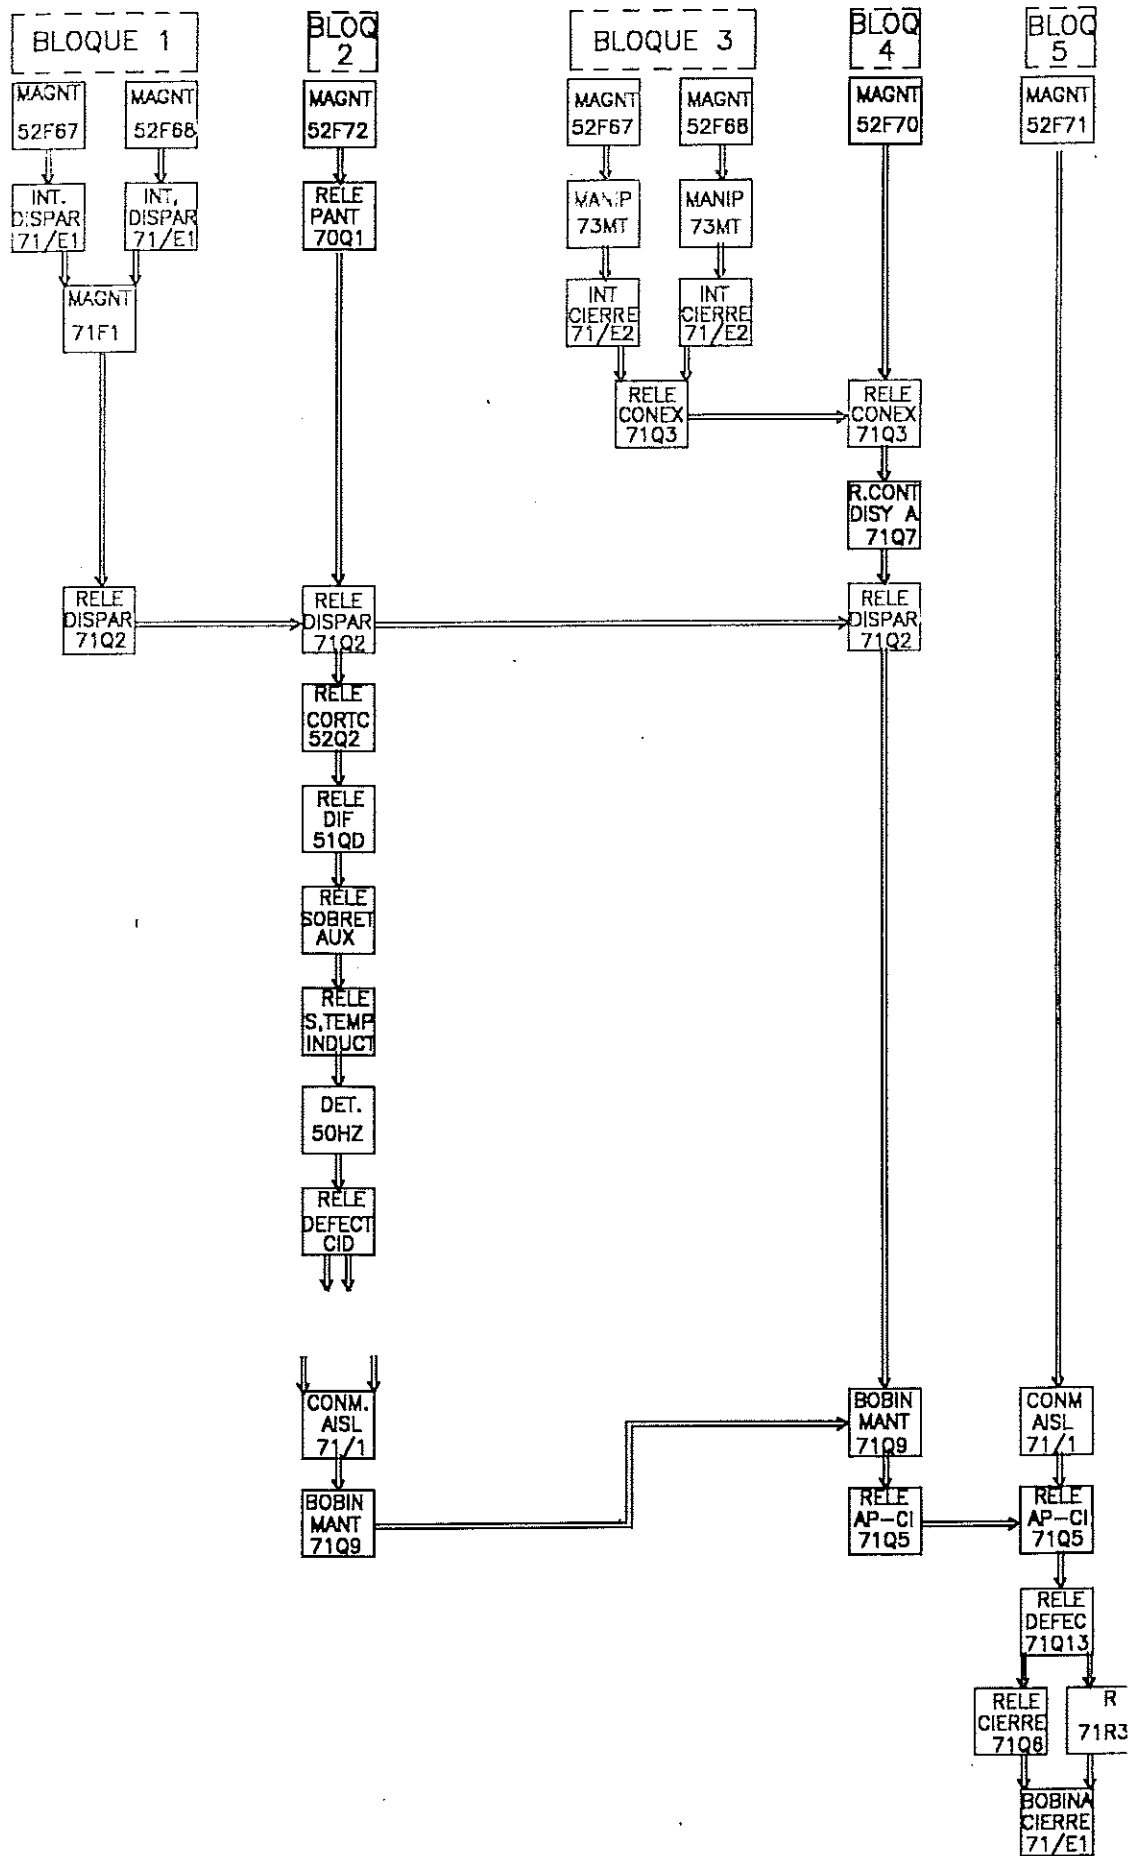 BLOQUE 1
BLOQ
2
BLOQUE 3
BLOQ
4
BLOQ
5
MAGNT
52F67
MAGNT
52F68
MAGNT
52F72
MAGNT
52F67
MAGNT
52F68
MAGNT
52F70
MAGNT
52F71
INT.
DISPAR
71/E1
INT,
DISPAR
71/E1
RELE
PANT
70Q1
MANIP
73MT
MANIP
73MT
MAGNT
71F1
INT
CIERRE
71/E2
INT
CIERRE
71/E2
RELE
CONEX
71Q3
RELE
CONEX
71Q3
R.CONT
DISY A
71Q7
RELE
DISPAR
71Q2
RELE
DISPAR
71Q2
RELE
DISPAR
71Q2
RELE
CORTC
52Q2
RELE
DIF
51QD
RELE
SOBRET
AUX
RELE
S,TEMP
INDUCT
DET.
50HZ
RELE
DEFECT
CID
CONM.
AISL
71/1
BOBIN
MANT
71Q9
CONM
AISL
71/1
BOBIN
MANT
71Q9
RELE
AP-CI
71Q5
RELE
AP-CI
71Q5
RELE
DEFEC
71Q13
RELE
CIERRE
71Q6
R
71R3
BOBINA
CIERRE
71/E1